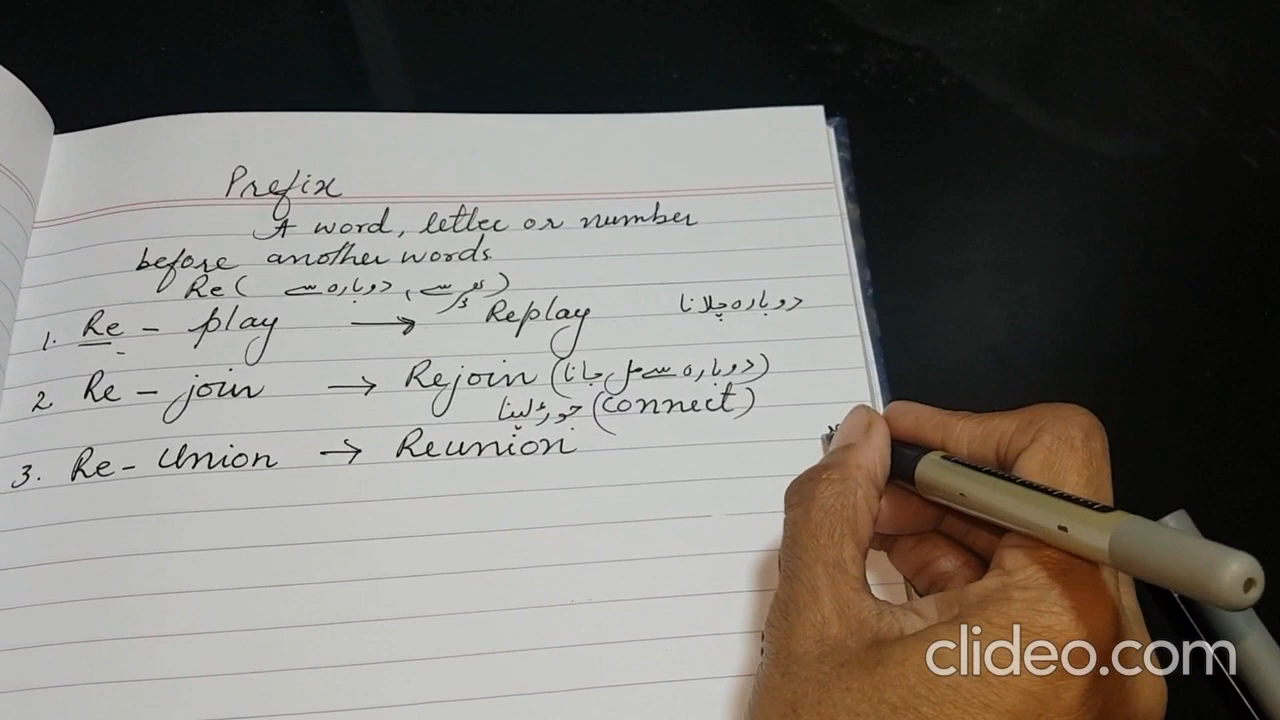 Prefix
A word, letter or number
before another words.
Re ( دوبارہ سے , پھر سے )
1. Re - play → Replay دوبارہ چلانا
2 Re - join → Rejoin (دوبارہ سے مل جانا)
جوڑ لینا (connect)
3. Re - Union → Reunion
clideo.com